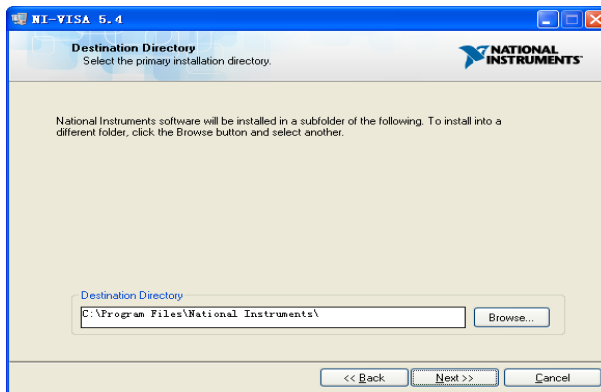 NI-VISA 5.4
Destination Directory
Select the primary installation directory.
NATIONAL
INSTRUMENTS
National Instruments software will be installed in a subfolder of the following. To install into a
different folder, click the Browse button and select another.
Destination Directory
C:\Program Files\National Instruments\
Browse...
<< Back
Next >>
Cancel